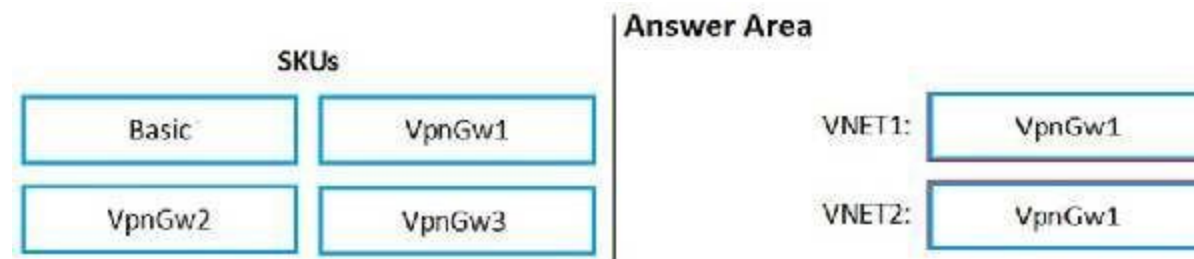 SKUs
Basic
VpnGw1
VpnGw2
VpnGw3
Answer Area
VNET1:
VpnGw1
VNET2:
VpnGw1